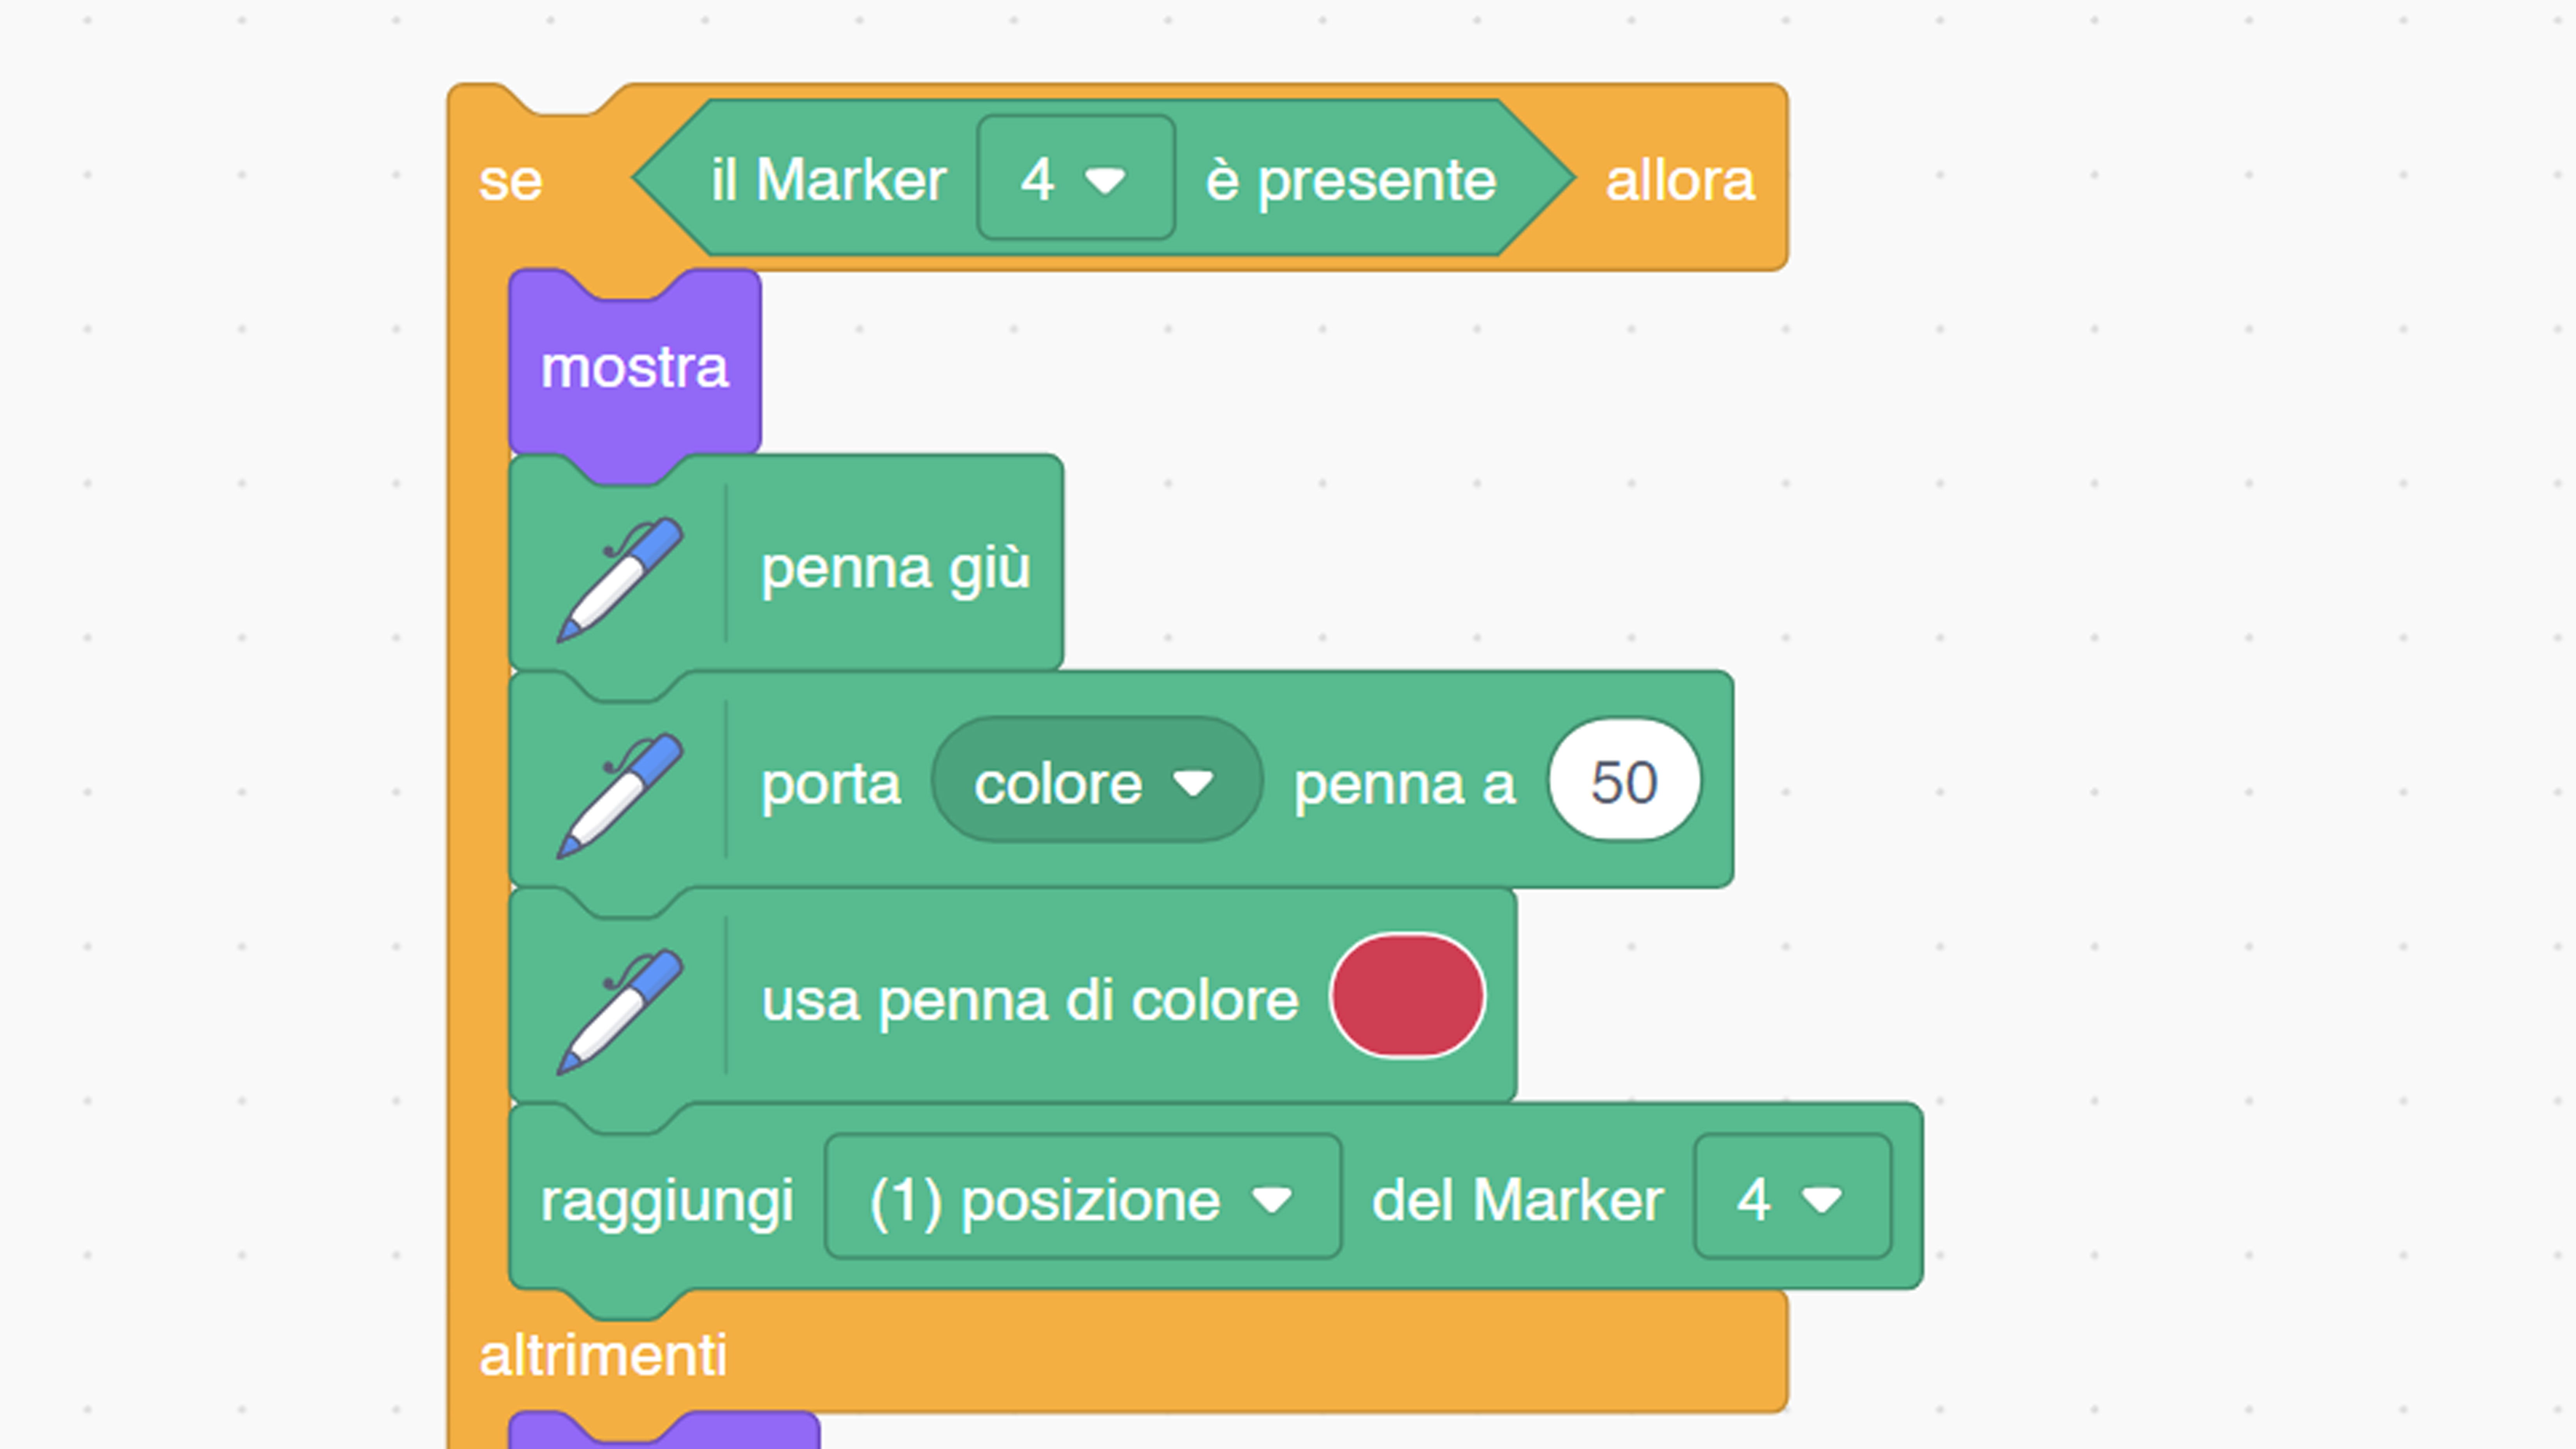 se il Marker 4 è presente allora
mostra
penna giù
porta colore penna a 50
usa penna di colore
raggiungi (1) posizione del Marker 4
altrimenti